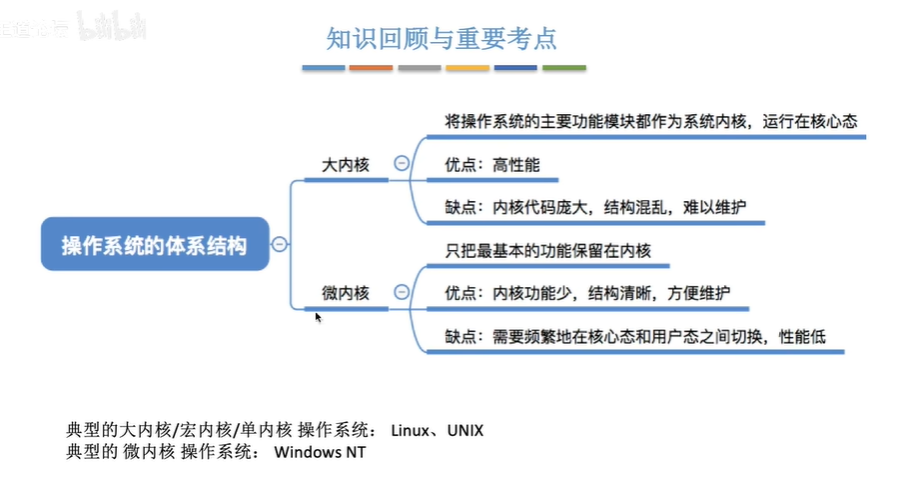 知识回顾与重要考点
将操作系统的主要功能模块都作为系统内核，运行在核心态
大内核
优点：高性能
缺点：内核代码庞大，结构混乱，难以维护
操作系统的体系结构
只把最基本的功能保留在内核
微内核
优点：内核功能少，结构清晰，方便维护
缺点：需要频繁地在核心态和用户态之间切换，性能低
典型的大内核/宏内核/单内核 操作系统： Linux、UNIX
典型的 微内核 操作系统： Windows NT